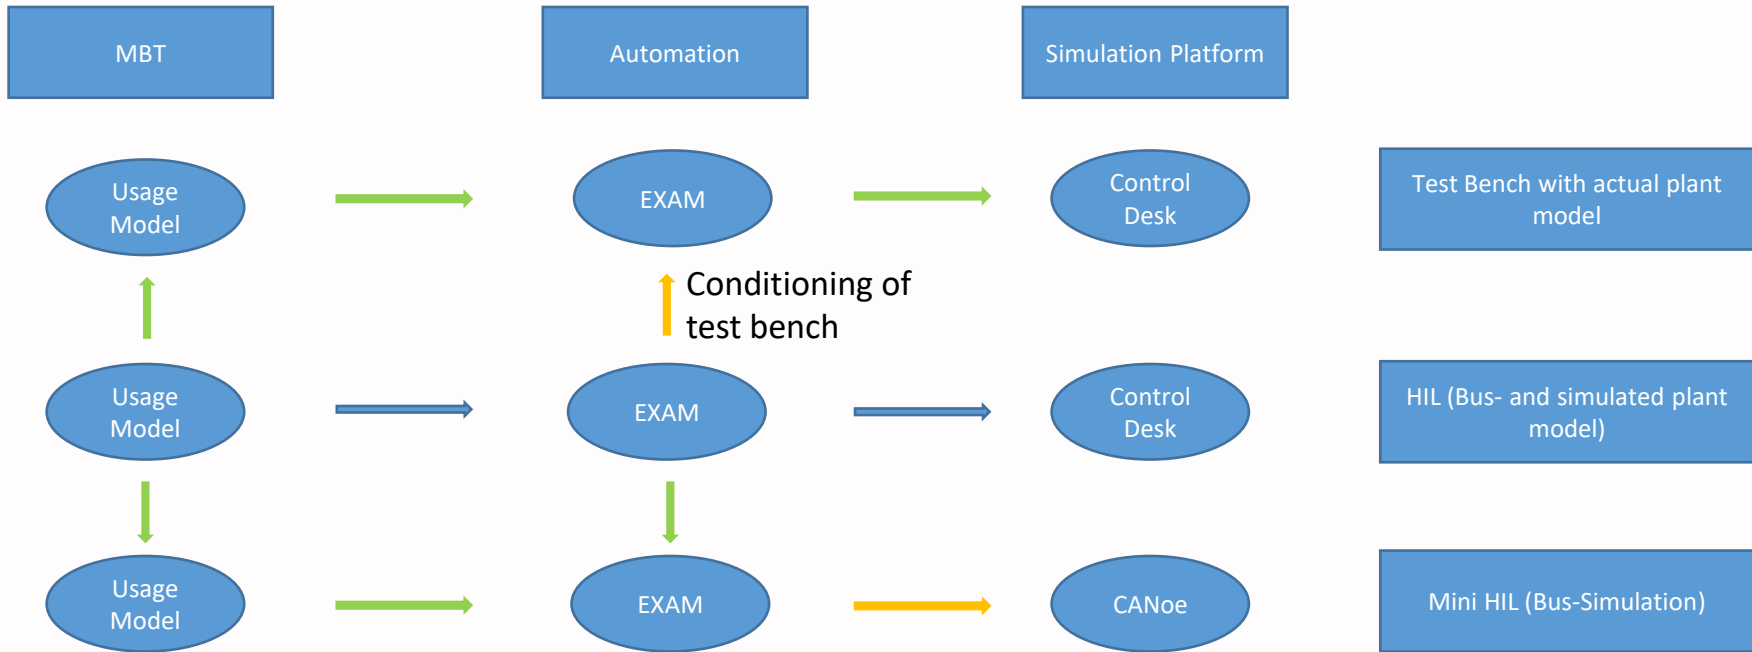 MBT
Automation
Simulation Platform
Usage
Model
EXAM
Control
Desk
Test Bench with actual plant
model
Conditioning of
test bench
Usage
Model
EXAM
Control
Desk
HIL (Bus- and simulated plant
model)
Usage
Model
EXAM
CANoe
Mini HIL (Bus-Simulation)